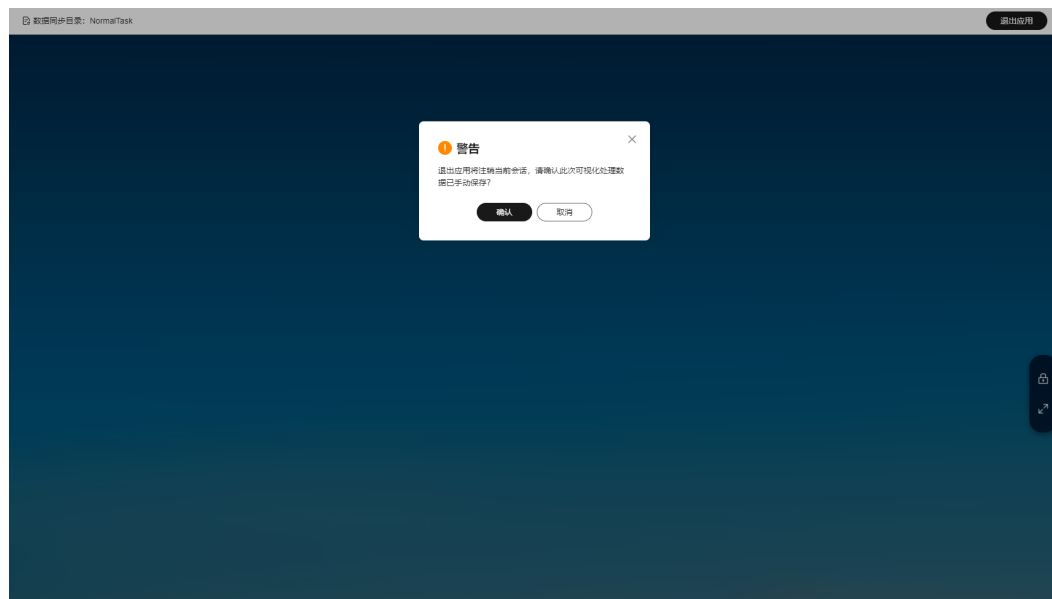 数据同步目录：NormalTask
退出应用
警告
退出应用将注销当前会话，请确认此次可视化处理数
据已手动保存？
确认
取消